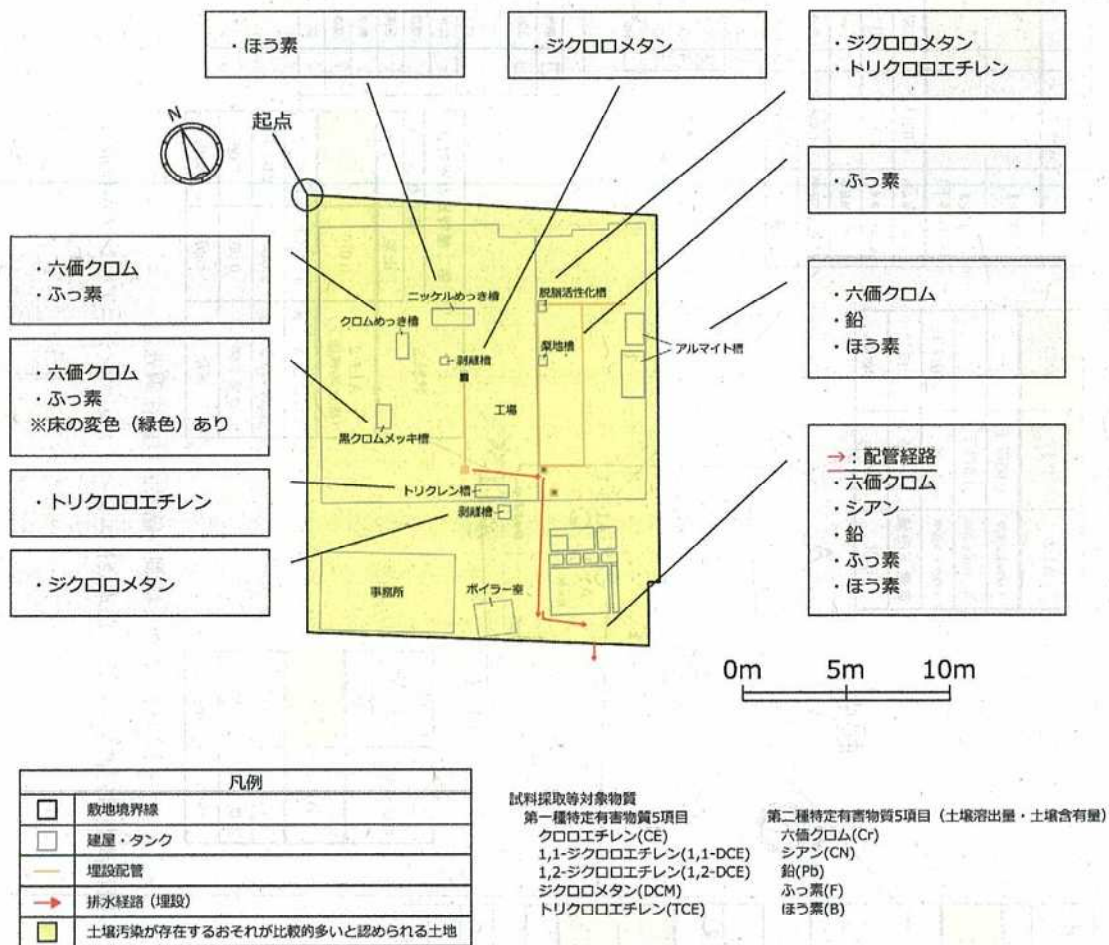 ・ほう素
・ジクロロメタン
・ジクロロメタン
・トリクロロエチレン
N
起点
・ふっ素
・六価クロム
・ふっ素
・六価クロム
・鉛
・ほう素
ニッケルめっき槽
脱脂活性化槽
クロムめっき槽
剥離槽
梨地槽
アルマイト槽
工場
・六価クロム
・ふっ素
※床の変色（緑色）あり
黒クロムメッキ槽
→：配管経路
・六価クロム
・シアン
・鉛
・ふっ素
・ほう素
・トリクロロエチレン
トリクレン槽
剥離槽
・ジクロロメタン
事務所
ボイラー室
0m 5m 10m
凡例
敷地境界線
建屋・タンク
埋設配管
排水経路（埋設）
土壌汚染が存在するおそれが比較的多いと認められる土地
試料採取等対象物質
第一種特定有害物質5項目
クロロエチレン(CE)
1,1-ジクロロエチレン(1,1-DCE)
1,2-ジクロロエチレン(1,2-DCE)
ジクロロメタン(DCM)
トリクロロエチレン(TCE)
第二種特定有害物質5項目（土壌溶出量・土壌含有量）
六価クロム(Cr)
シアン(CN)
鉛(Pb)
ふっ素(F)
ほう素(B)